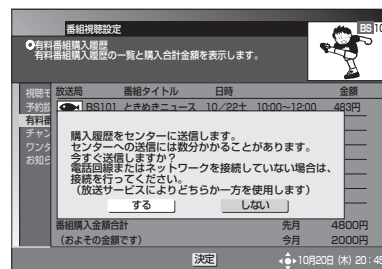 番組視聴設定
BS 10
有料番組購入履歴
有料番組購入履歴の一覧と購入合計金額を表示します。
視聴モ 放送局 番組タイトル 日時 金額
予約設 BS101 ときめきニュース 10／22土 10:00～12:00 483円
有料番
チャン
ワンタ
お知ら
購入履歴をセンターに送信します。
センターへの送信には数分かかることがあります。
今すぐ送信しますか？
電話回線またはネットワークを接続していない場合は、
接続を行ってください。
（放送サービスによりどちらか一方を使用します）
する しない
番組購入金額合計 先月 4800円
（およその金額です） 今月 2000円
決定 10月20日（木）20：45